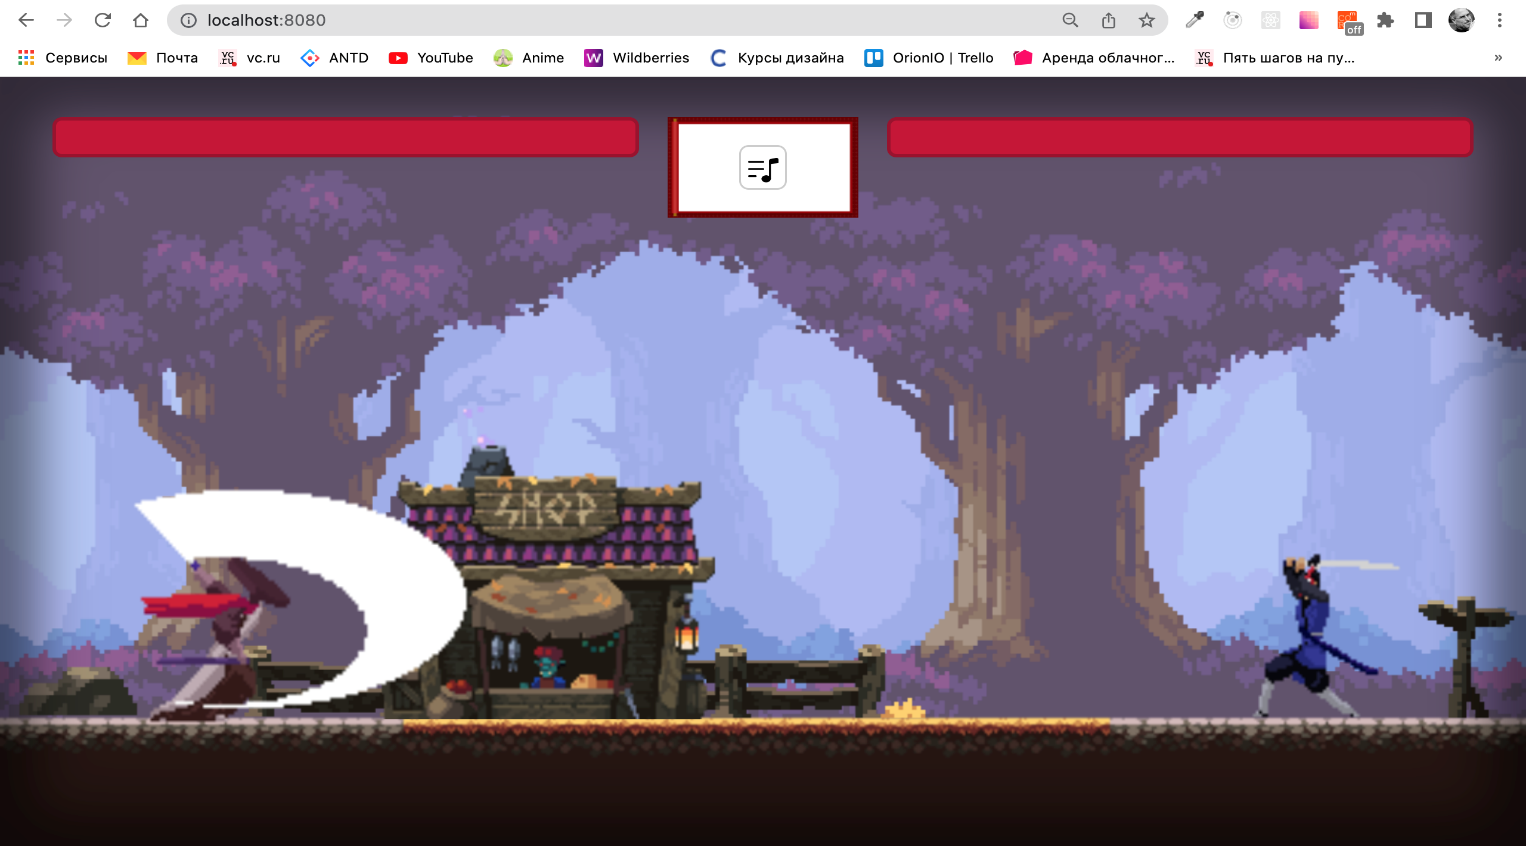 localhost:8080
off
Сервисы
Почта
vc.ru
ANTD
YouTube
Anime
Wildberries
Курсы дизайна
OrionIO | Trello
Аренда облачног...
Пять шагов на пу...
»
SHOP